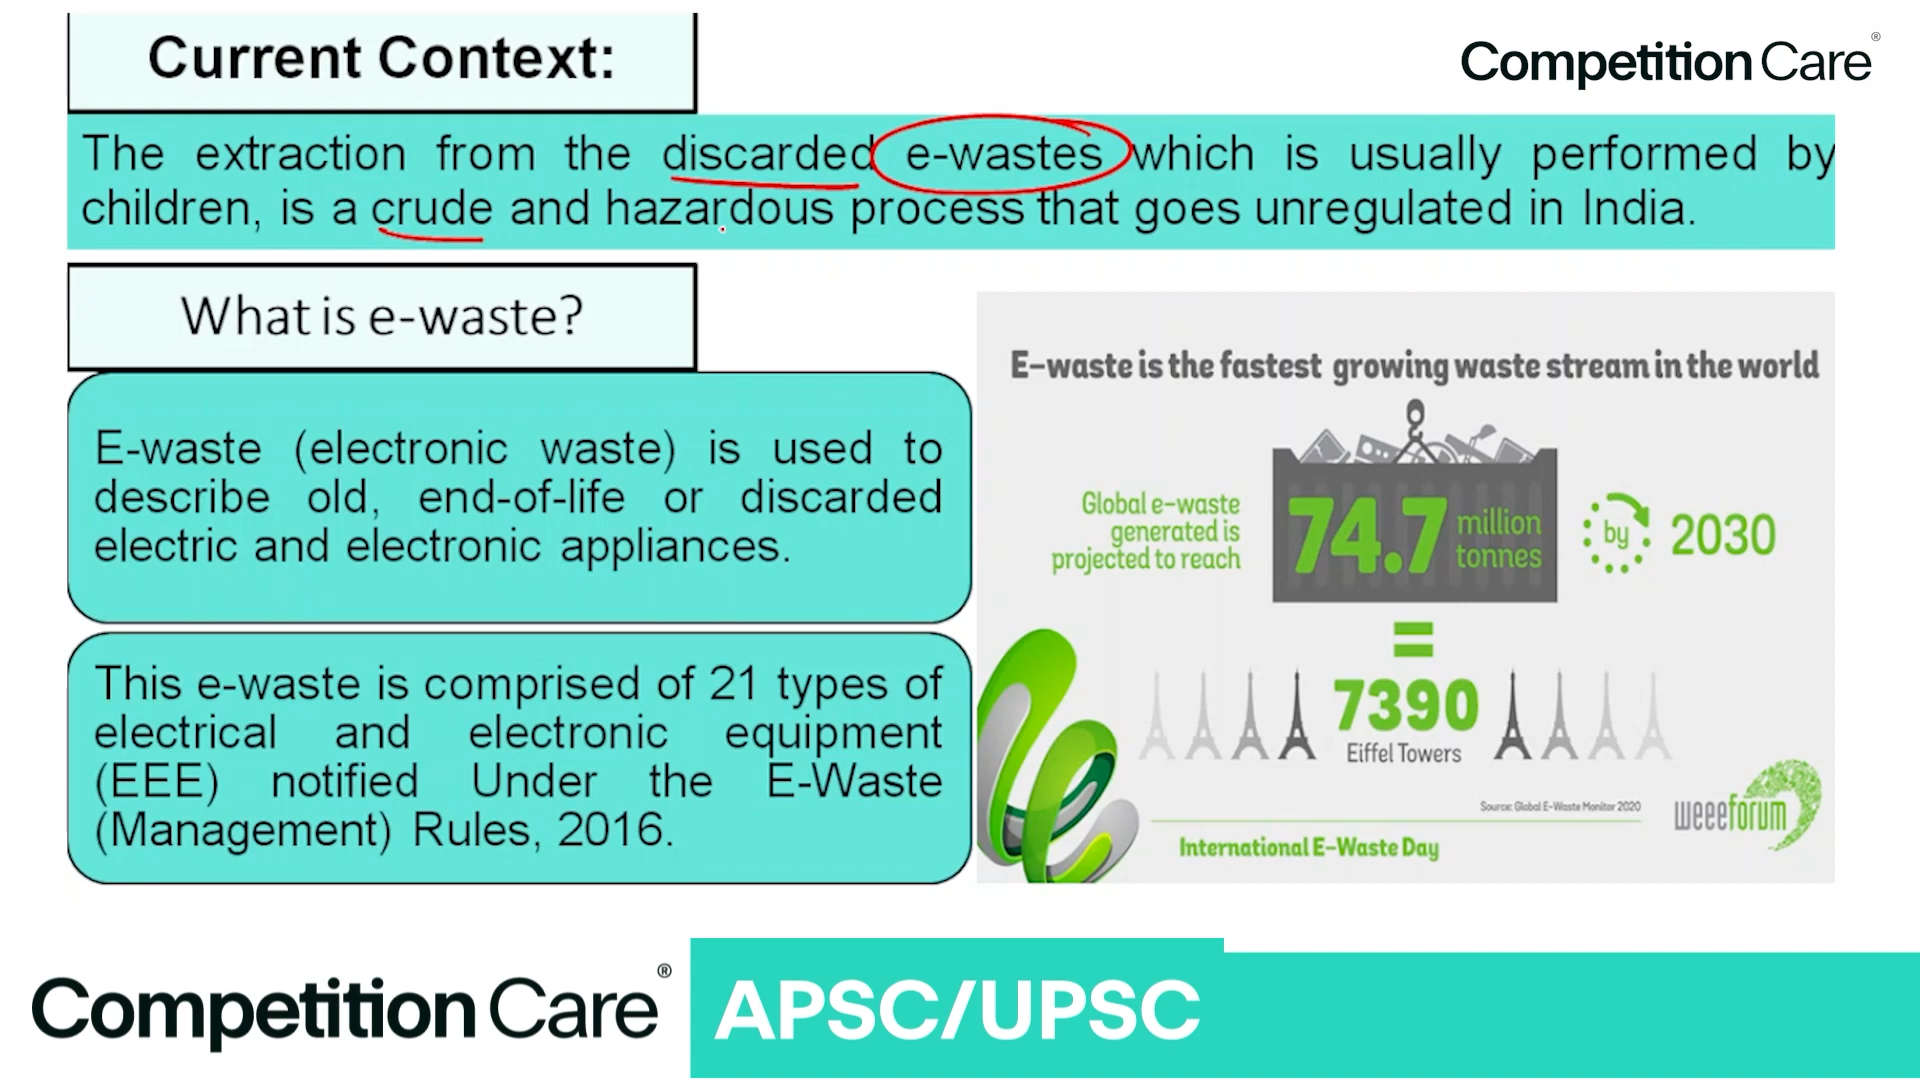 Current Context:
Competition Care®
The extraction from the discarded e-wastes which is usually performed by
children, is a crude and hazardous process that goes unregulated in India.
What is e-waste?
E-waste (electronic waste) is used to
describe old, end-of-life or discarded
electric and electronic appliances.
This e-waste is comprised of 21 types of
electrical and electronic equipment
(EEE) notified Under the E-Waste
(Management) Rules, 2016.
E-waste is the fastest growing waste stream in the world
Global e-waste
generated is
projected to reach
74.7 million
tonnes
by 2030
=
7390
Eiffel Towers
Source: Global E-Waste Monitor 2020
weeeforum
International E-Waste Day
Competition Care®
APSC/UPSC